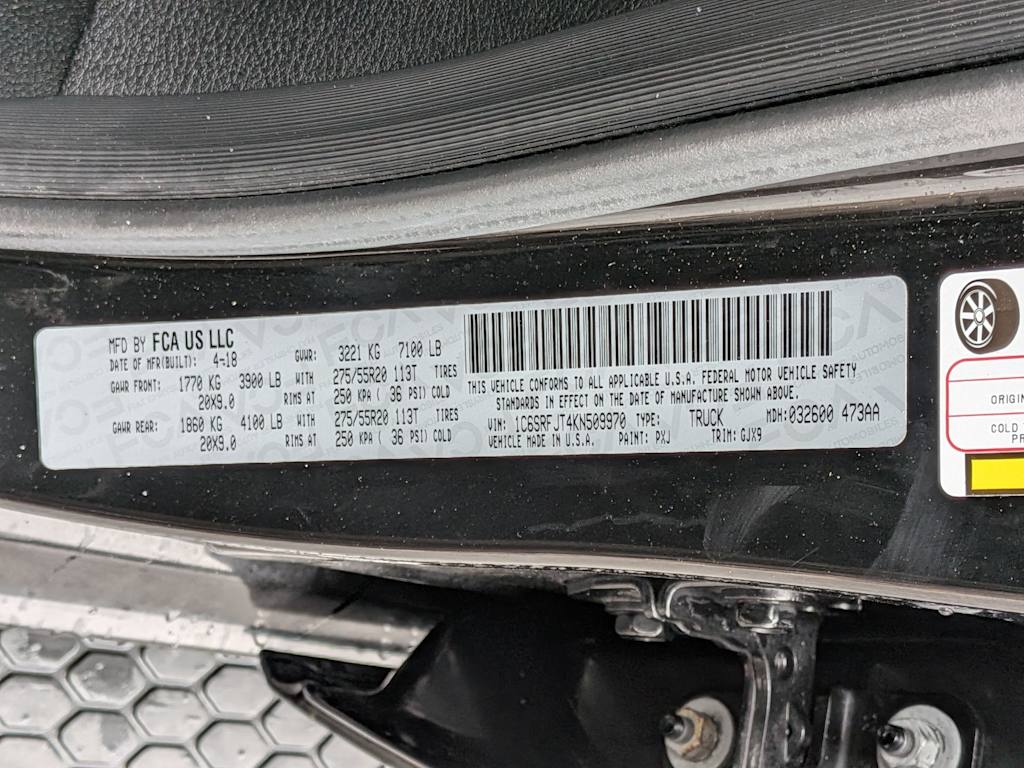 MFD BY FCA US LLC
DATE OF MFR(BUILT): 4-18 GVWR: 3221 KG 7100 LB
GAWR FRONT: 1770 KG 3900 LB WITH 275/55R20 113T TIRES
20X9.0 RIMS AT 250 KPA ( 36 PSI) COLD
GAWR REAR: 1860 KG 4100 LB WITH 275/55R20 113T TIRES
20X9.0 RIMS AT 250 KPA ( 36 PSI) COLD
THIS VEHICLE CONFORMS TO ALL APPLICABLE U.S.A. FEDERAL MOTOR VEHICLE SAFETY
STANDARDS IN EFFECT ON THE DATE OF MANUFACTURE SHOWN ABOVE.
VIN: 1C6SRFJT4KN509970 TYPE: TRUCK MDH:032600 473AA
VEHICLE MADE IN U.S.A. PAINT: PXJ TRIM: GJX9
ORIGIN
COLD
PR